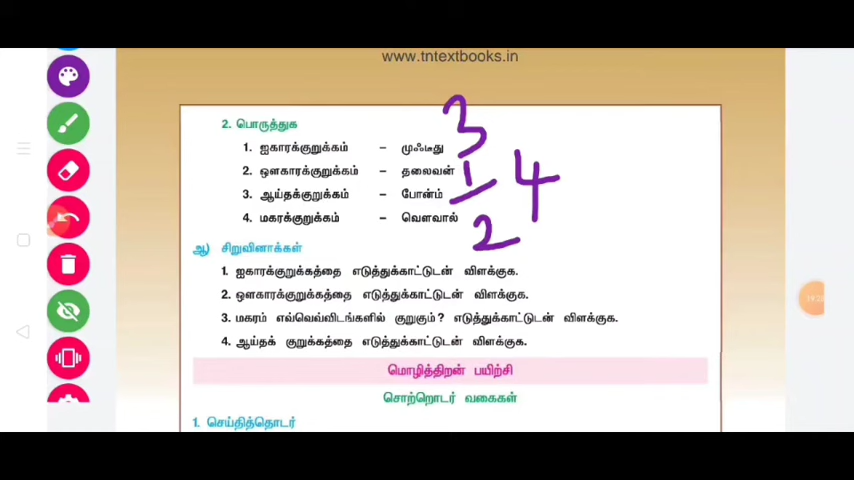 www.tntextbooks.in
2. பொருத்துக
1. ஐகாரக்குறுக்கம் – முஃடீது 3
2. ஔகாரக்குறுக்கம் – தலைவன் 1
3. ஆய்தக்குறுக்கம் – போன்ம் 4
4. மகரக்குறுக்கம் – வௌவால் 2
ஆ) சிறுவினாக்கள்
1. ஐகாரக்குறுக்கத்தை எடுத்துக்காட்டுடன் விளக்குக.
2. ஔகாரக்குறுக்கத்தை எடுத்துக்காட்டுடன் விளக்குக.
3. மகரம் எவ்வெவ்விடங்களில் குறுகும்? எடுத்துக்காட்டுடன் விளக்குக.
4. ஆய்தக் குறுக்கத்தை எடுத்துக்காட்டுடன் விளக்குக.
மொழித்திறன் பயிற்சி
சொற்றொடர் வகைகள்
1. செய்தித்தொடர்